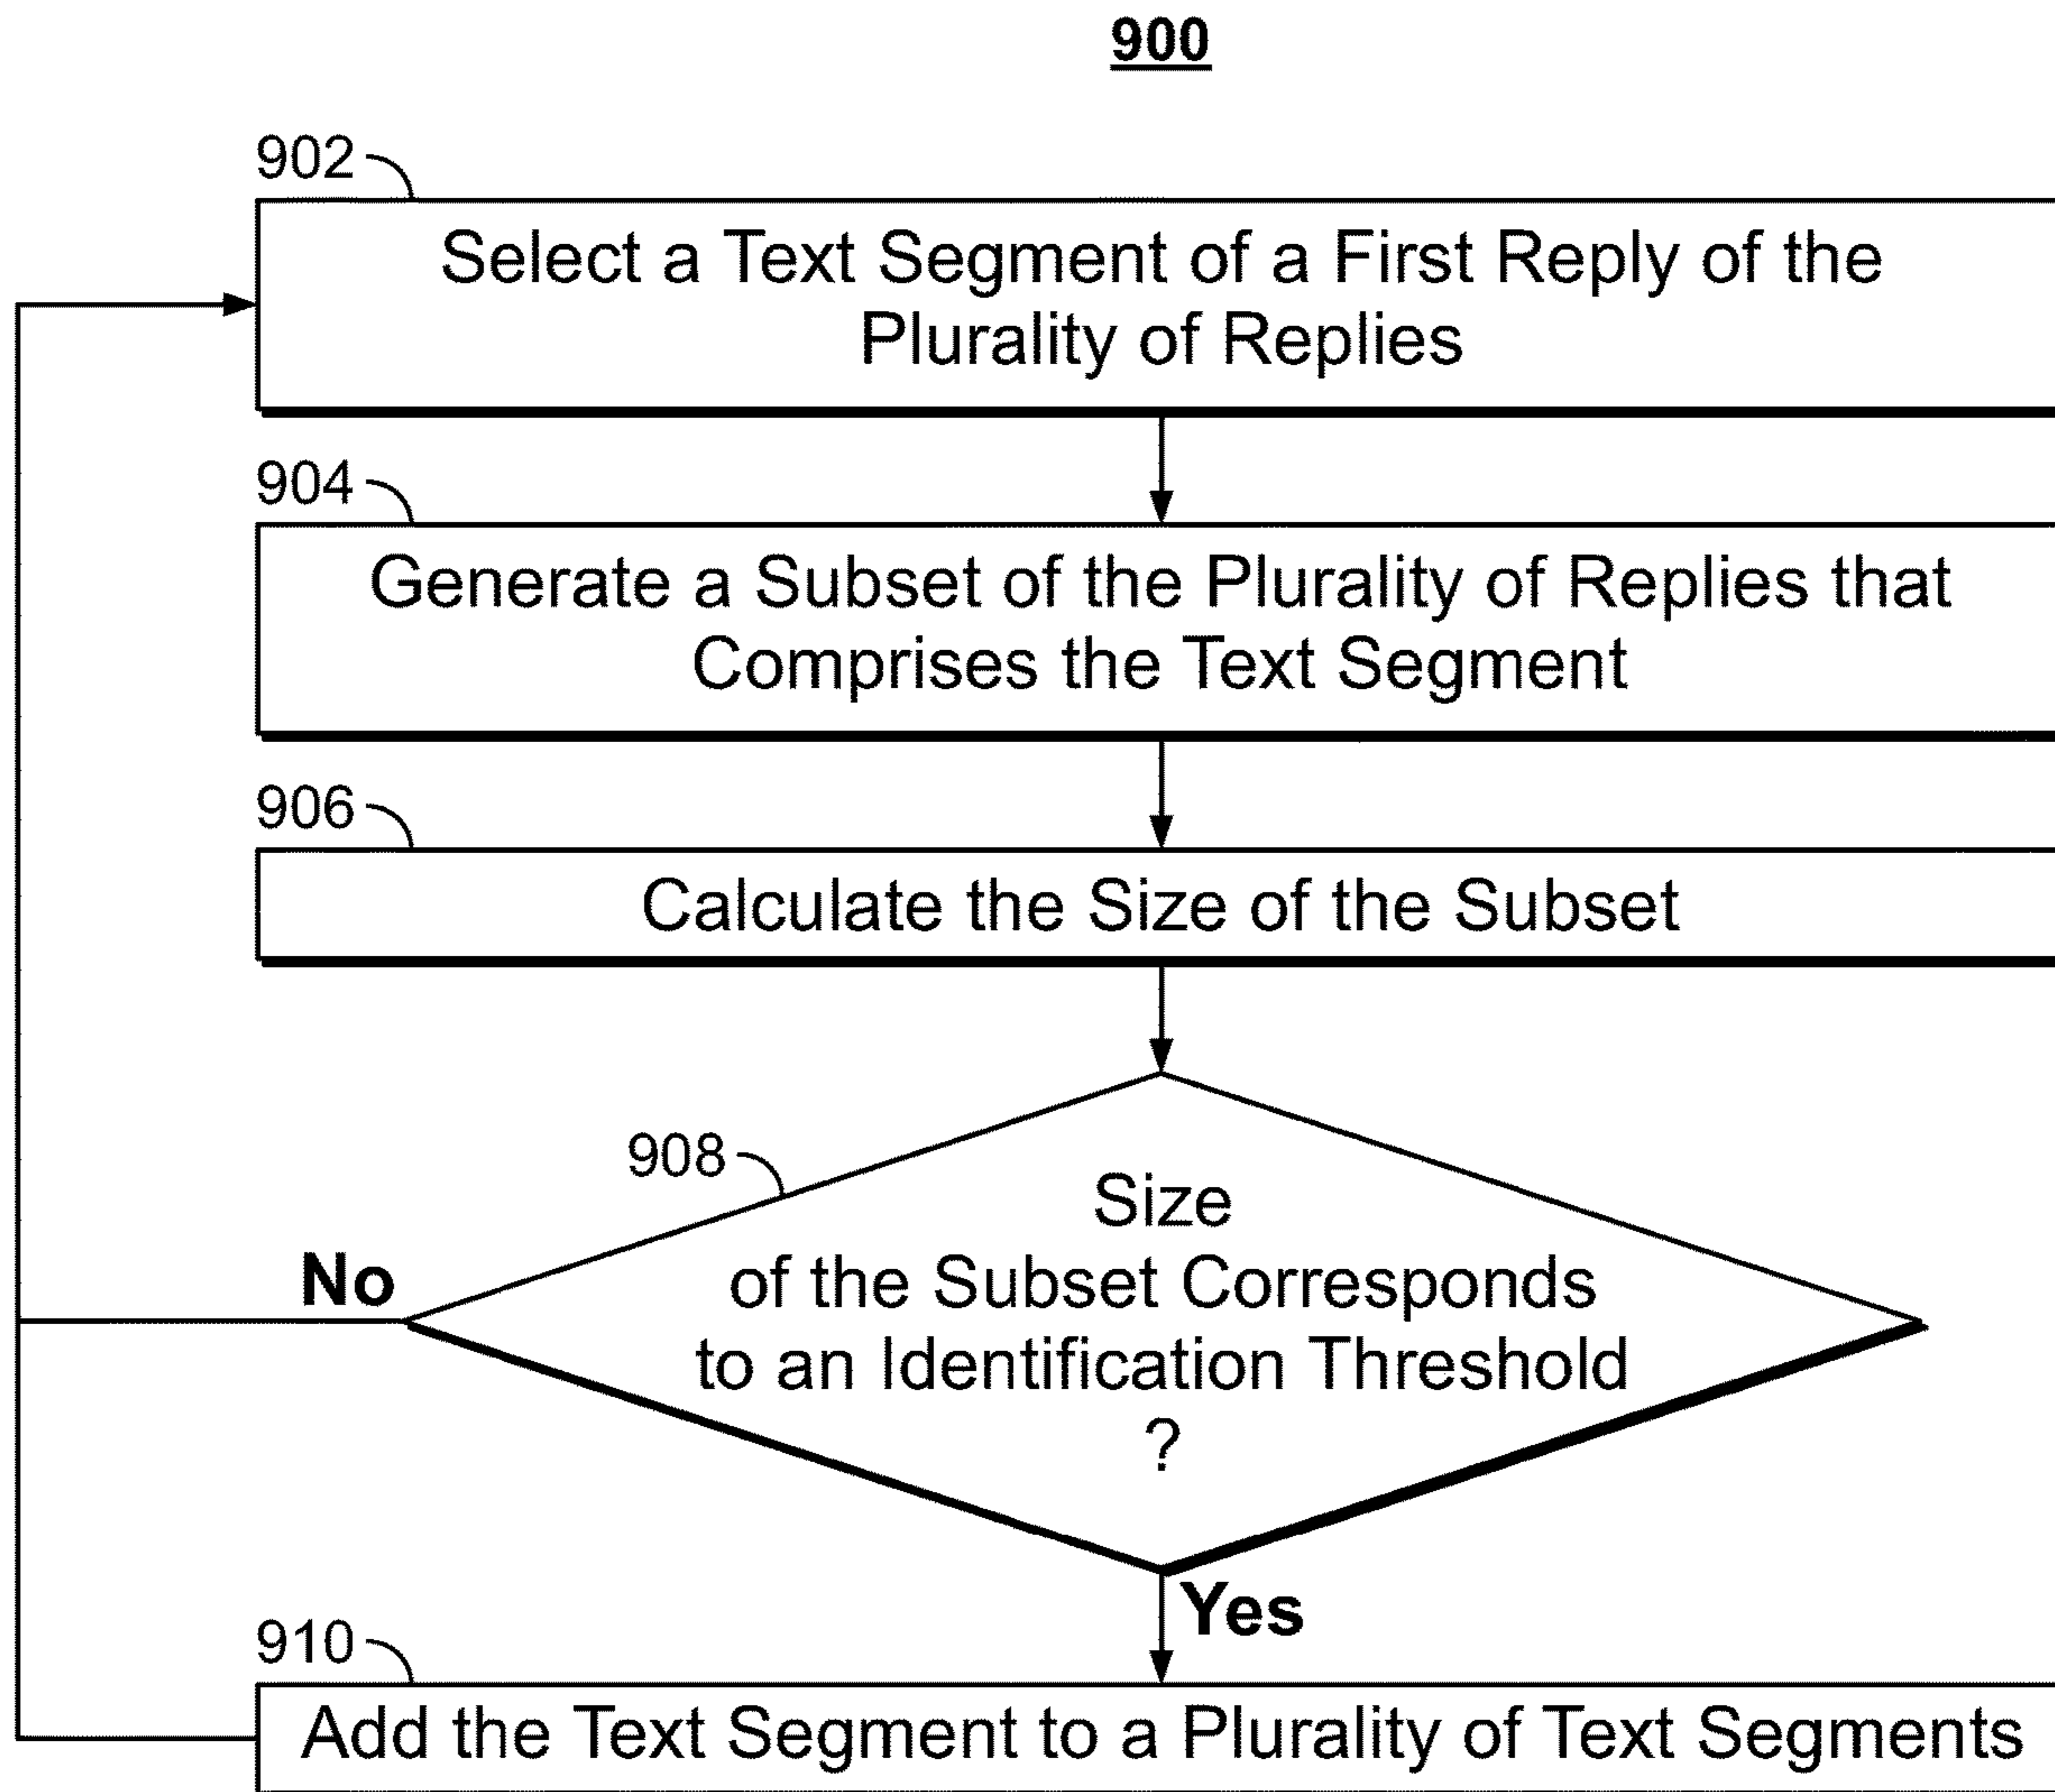 900
902
Select a Text Segment of a First Reply of the
Plurality of Replies
904
Generate a Subset of the Plurality of Replies that
Comprises the Text Segment
906
Calculate the Size of the Subset
908
Size
of the Subset Corresponds
to an Identification Threshold
?
No
Yes
910
Add the Text Segment to a Plurality of Text Segments